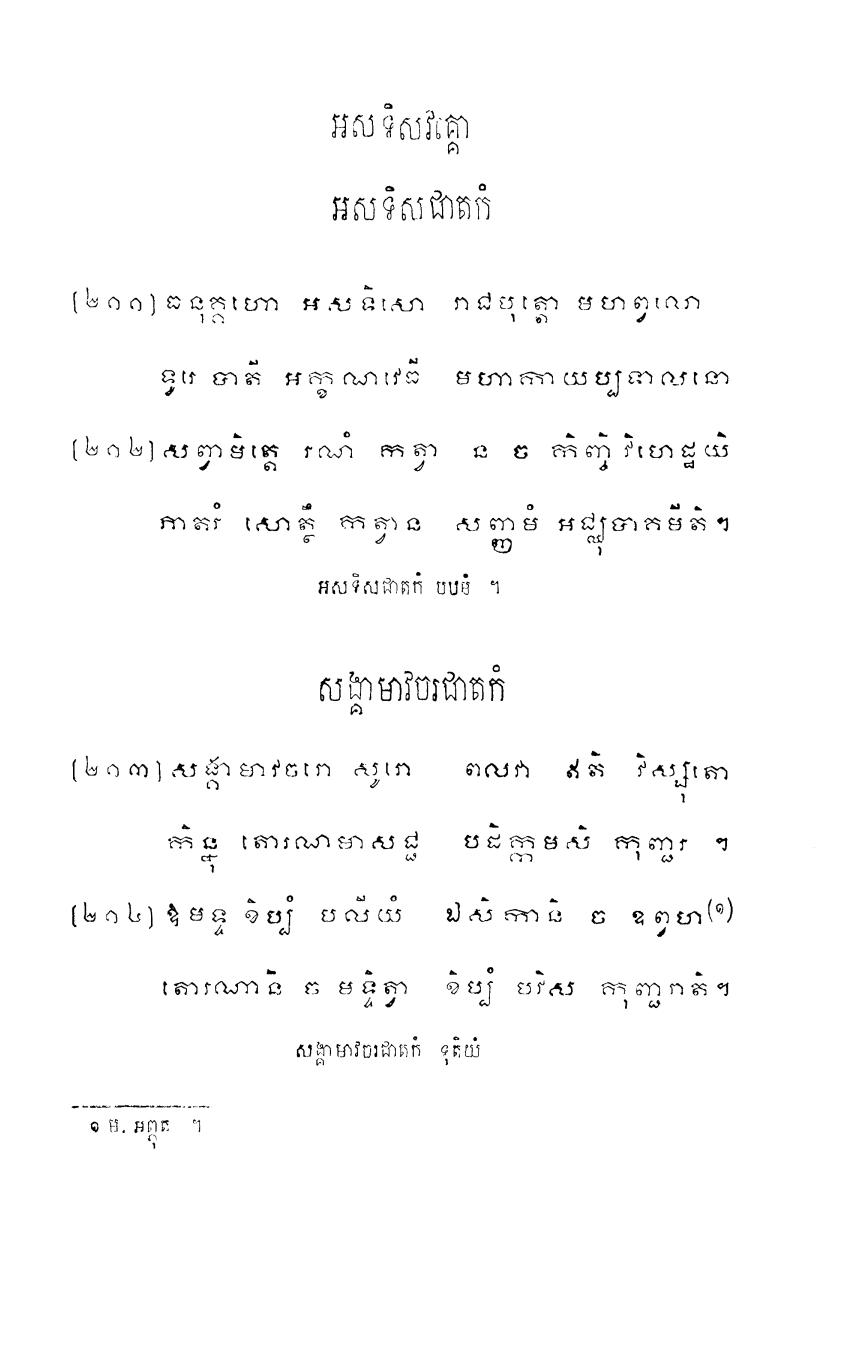 អសទិសវគ្គោ
អសទិសជាតកំ
(២១១) ធនុគ្គហោ អសទិសោ រាជបុត្តោ មហព្វលោ
ទូរេ បាតី អក្ខណវេធី មហាកាយប្បទាលនោ
(២១២) សព្វាមិត្តេ រណំ កត្វា ន ច កិញ្ចិ វិហេដ្ឋយិ
ភាតរំ សោត្ថឹ កត្វាន សញ្ញមំ អជ្ឈុបាគមីតិ។
អសទិសជាតកំ បឋមំ ។
សង្គាមាវចរជាតកំ
(២១៣) សង្គាមាវចរោ សូរោ ពលវា ឥតិ វិស្សុតោ
កិន្នុ តោរណមាសជ្ជ បដិក្កមសិ កុញ្ជរ ។
(២១៤) ឱមទ្ទ ខិប្បំ បលីឃំ ឯសិកានិ ច ឧព្វហ(១)
តោរណានិ ច មទ្ទិត្វា ខិប្បំ បវិស កុញ្ជរាតិ។
សង្គាមាវចរជាតកំ ទុតិយំ
១ ម. អព្ពុត ។